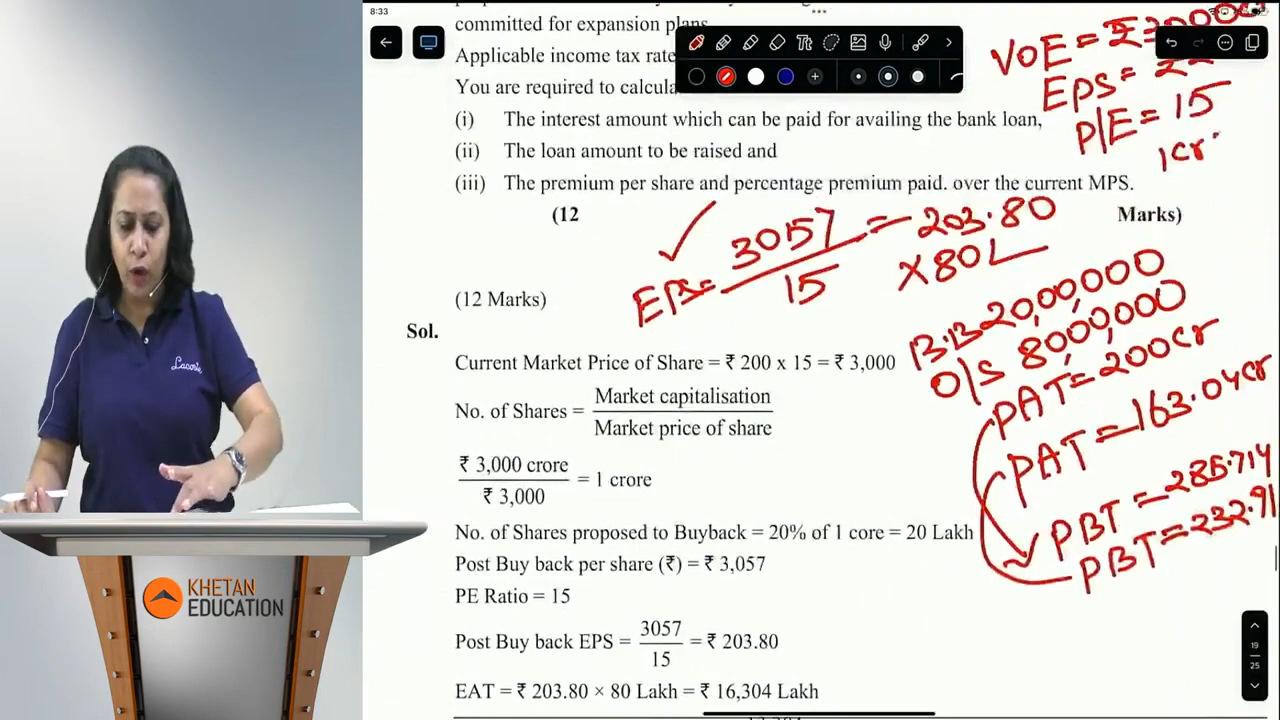 8:33
committed for expansion plans
Applicable income tax rate
You are required to calcula
(i) The interest amount which can be paid for availing the bank loan,
(ii) The loan amount to be raised and
(iii) The premium per share and percentage premium paid. over the current MPS.
(12 Marks)
VOE = ₹
EPS =
P/E = 15
1cr
EPS = 3057 / 15 = 203.80
× 80 L
(12 Marks)
B.B 20,00,000
O/S 8000,000
PAT = 200cr
PAT = 163.04cr
PBT = 285.714
PBT = 232.91
Sol.
Current Market Price of Share = ₹ 200 x 15 = ₹ 3,000
No. of Shares = Market capitalisation
Market price of share
₹ 3,000 crore
₹ 3,000 = 1 crore
No. of Shares proposed to Buyback = 20% of 1 core = 20 Lakh
Post Buy back per share (₹) = ₹ 3,057
PE Ratio = 15
Post Buy back EPS = 3057
15 = ₹ 203.80
EAT = ₹ 203.80 × 80 Lakh = ₹ 16,304 Lakh
Lacoste
KHETAN
EDUCATION
19
25